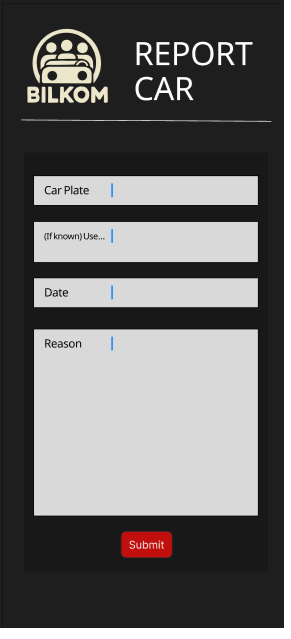 BILKOM
REPORT
CAR
Car Plate
(If known) Use...
Date
Reason
Submit